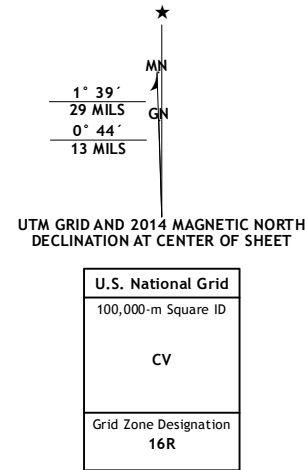 ★
MN
1° 39´
29 MILS
GN
0° 44´
13 MILS
UTM GRID AND 2014 MAGNETIC NORTH
DECLINATION AT CENTER OF SHEET
U.S. National Grid
100,000-m Square ID
CV
Grid Zone Designation
16R